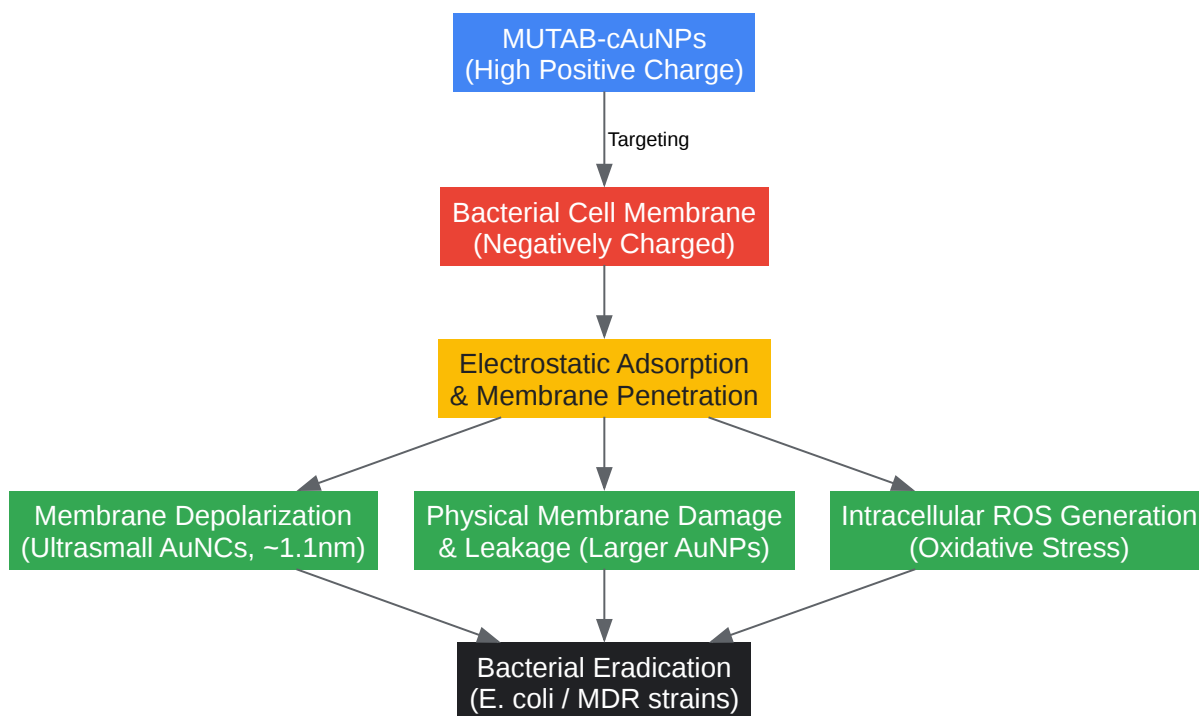 MUTAB-cAuNPs
(High Positive Charge)
Targeting
Bacterial Cell Membrane
(Negatively Charged)
Electrostatic Adsorption
& Membrane Penetration
Membrane Depolarization
(Ultrasmall AuNCs, ~1.1nm)
Physical Membrane Damage
& Leakage (Larger AuNPs)
Intracellular ROS Generation
(Oxidative Stress)
Bacterial Eradication
(E. coli / MDR strains)